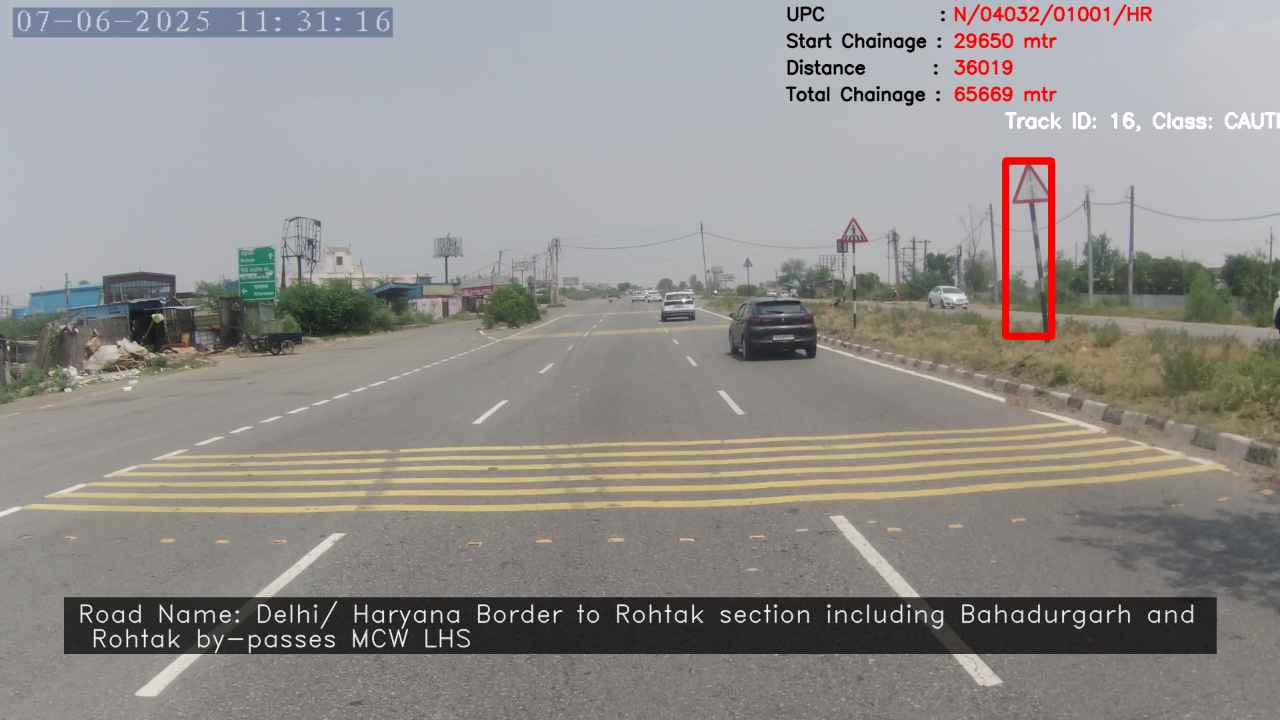 07-06-2025 11:31:16
UPC : N/04032/01001/HR
Start Chainage : 29650 mtr
Distance : 36019
Total Chainage : 65669 mtr
Track ID: 16, Class: CAUTI
Road Name: Delhi/ Haryana Border to Rohtak section including Bahadurgarh and
Rohtak by-passes MCW LHS